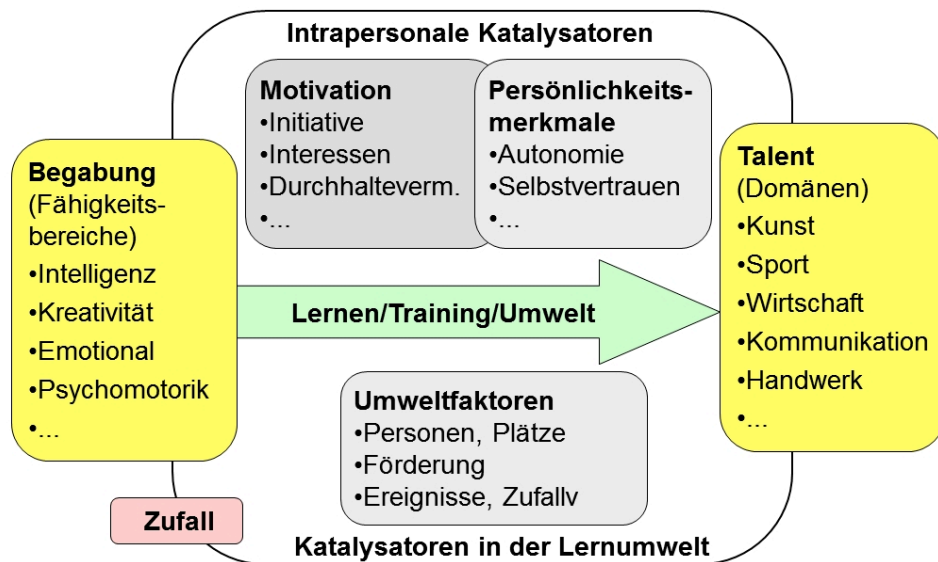 Intrapersonale Katalysatoren
Motivation
•Initiative
•Interessen
•Durchhalteverm.
•...
Persönlichkeits-
merkmale
•Autonomie
•Selbstvertrauen
•...
Begabung
(Fähigkeits-
bereiche)
•Intelligenz
•Kreativität
•Emotional
•Psychomotorik
•...
Lernen/Training/Umwelt
Talent
(Domänen)
•Kunst
•Sport
•Wirtschaft
•Kommunikation
•Handwerk
•...
Umweltfaktoren
•Personen, Plätze
•Förderung
•Ereignisse, Zufallv
Zufall
Katalysatoren in der Lernumwelt